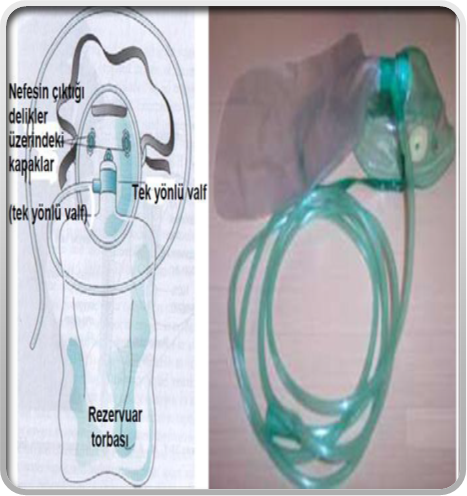 Nefesin çıktığı
delikler
üzerindeki
kapaklar
(tek yönlü valf)
Tek yönlü valf
Rezervuar
torbası